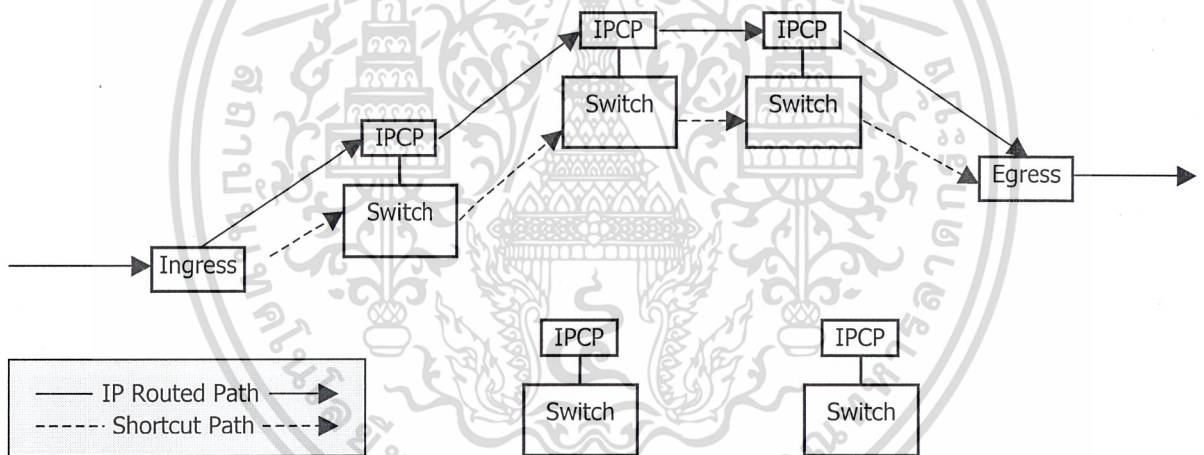 IPCP
IPCP
Switch
Switch
IPCP
Switch
Egress
Ingress
IPCP
IPCP
IP Routed Path
Shortcut Path
Switch
Switch